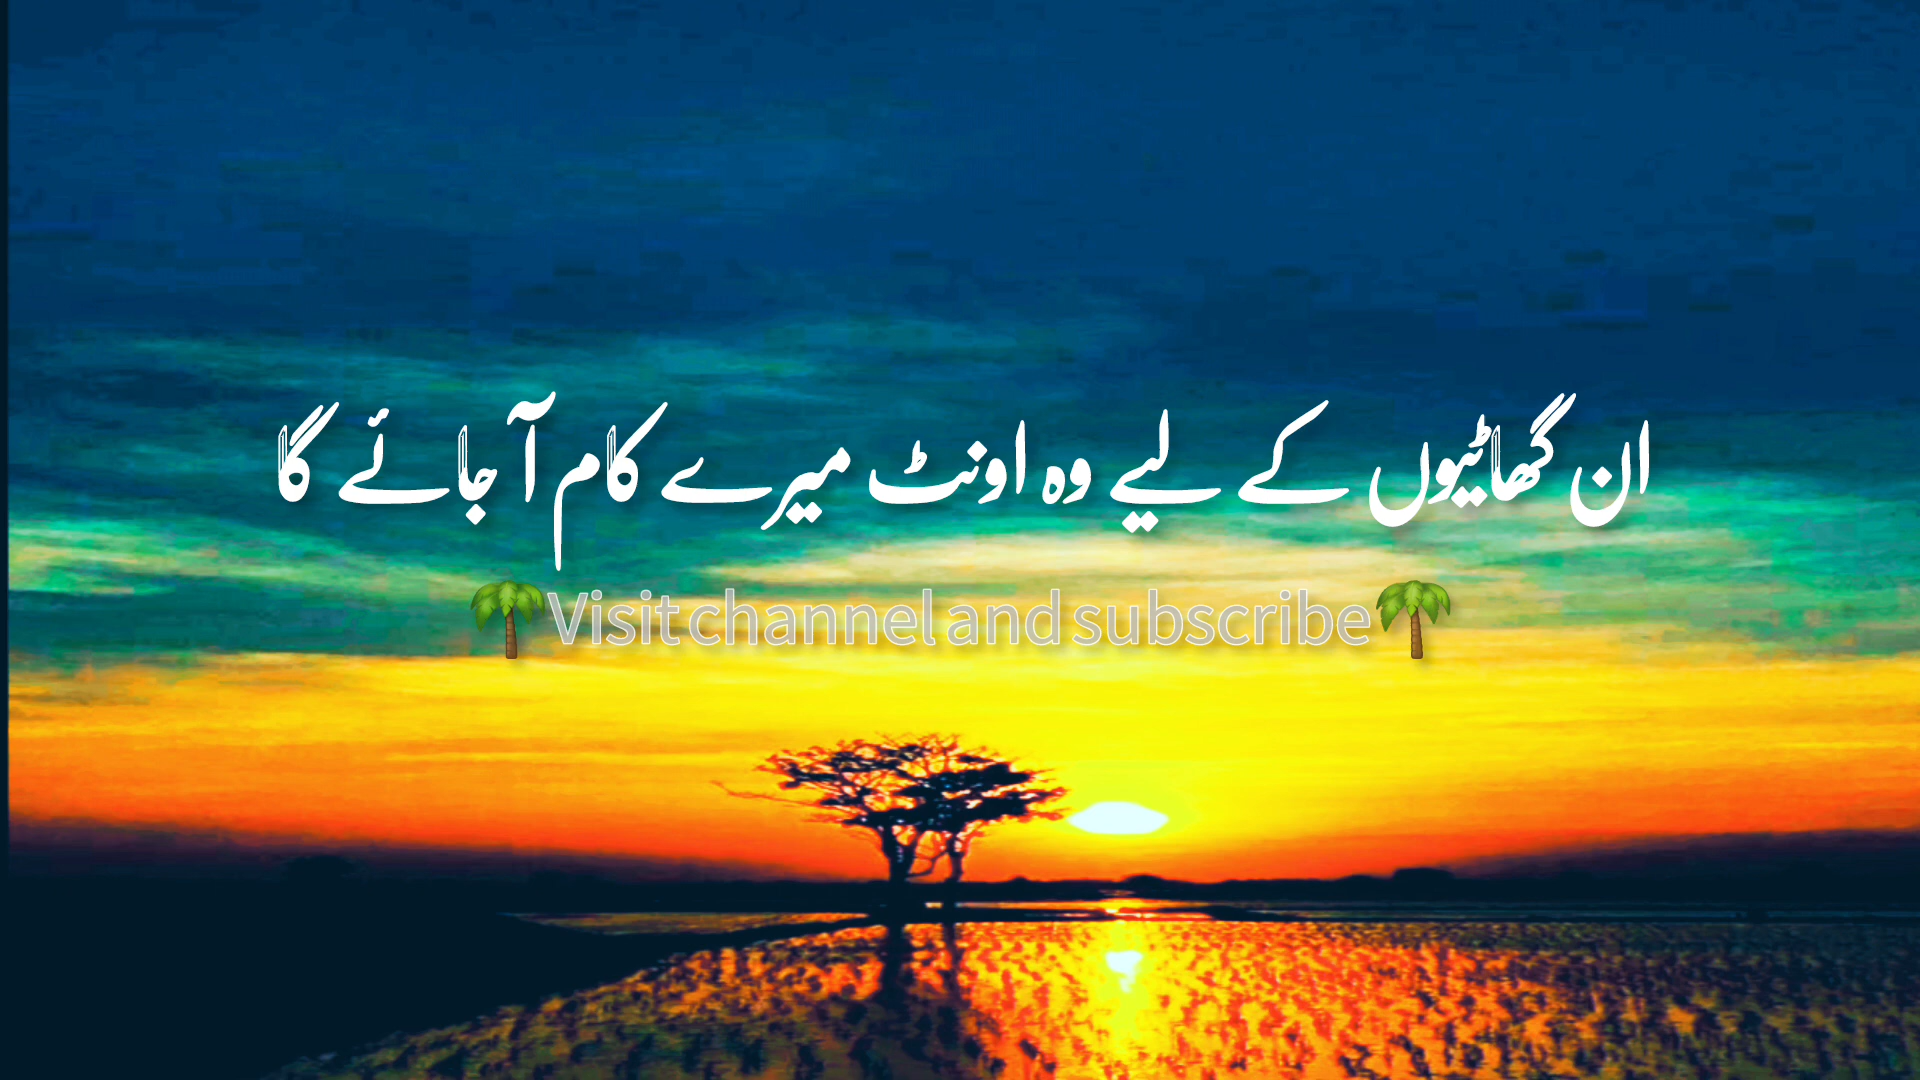 ان گھاٹیوں کے لیے وہ اونٹ میرے کام آ جائے گا
🌴Visit channel and subscribe🌴